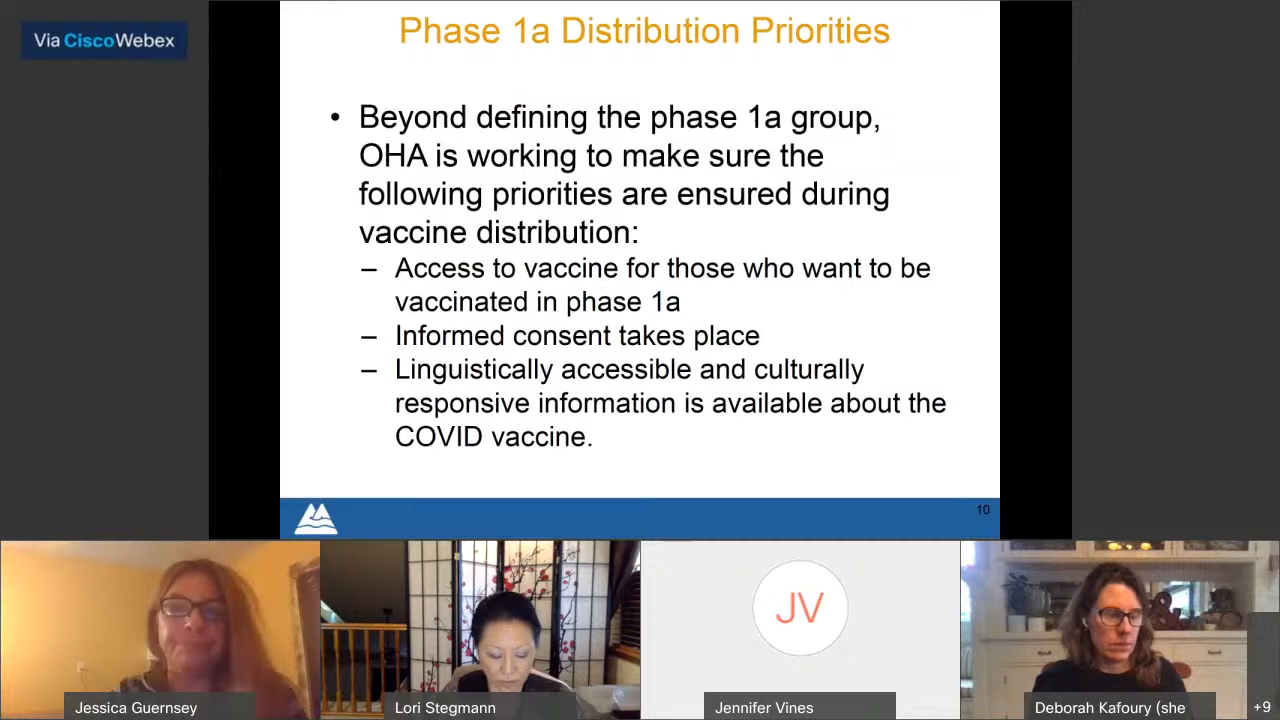 Via CiscoWebex
Phase 1a Distribution Priorities
• Beyond defining the phase 1a group,
OHA is working to make sure the
following priorities are ensured during
vaccine distribution:
– Access to vaccine for those who want to be
vaccinated in phase 1a
– Informed consent takes place
– Linguistically accessible and culturally
responsive information is available about the
COVID vaccine.
10
JV
Jessica Guernsey
Lori Stegmann
Jennifer Vines
Deborah Kafoury (she
+9